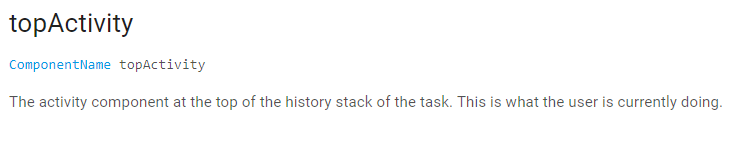 topActivity
ComponentName topActivity
The activity component at the top of the history stack of the task. This is what the user is currently doing.